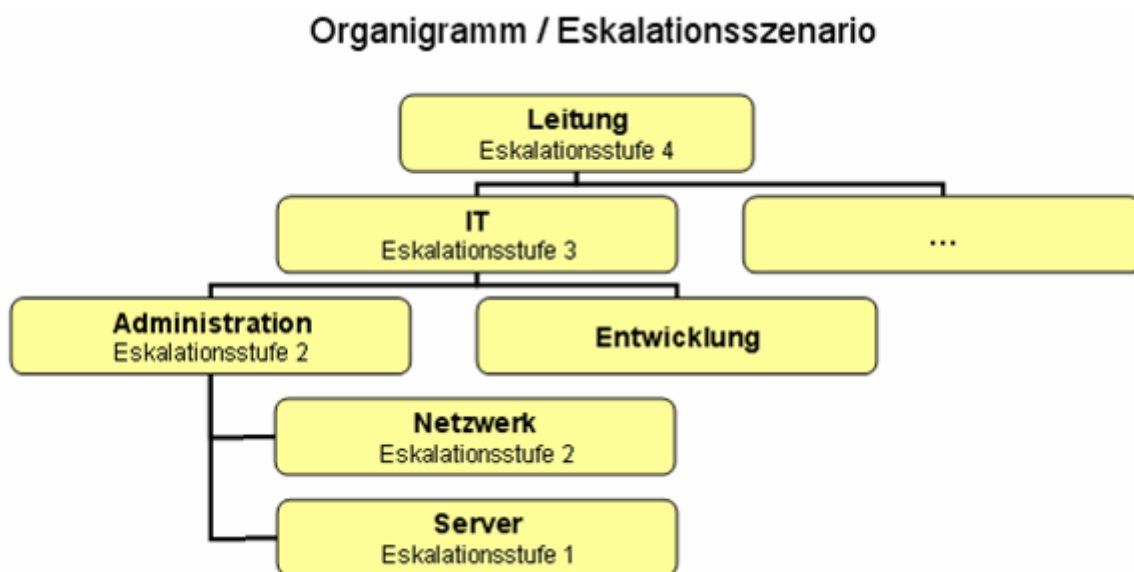 Organigramm / Eskalationsszenario
Leitung
Eskalationsstufe 4
IT
Eskalationsstufe 3
...
Administration
Eskalationsstufe 2
Entwicklung
Netzwerk
Eskalationsstufe 2
Server
Eskalationsstufe 1